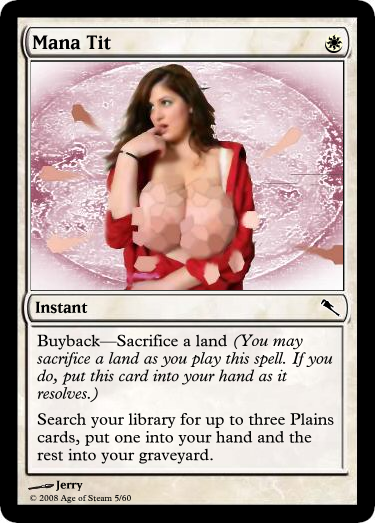 Mana Tit
Instant
Buyback—Sacrifice a land (You may
sacrifice a land as you play this spell. If you
do, put this card into your hand as it
resolves.)
Search your library for up to three Plains
cards, put one into your hand and the
rest into your graveyard.
Jerry
© 2008 Age of Steam 5/60